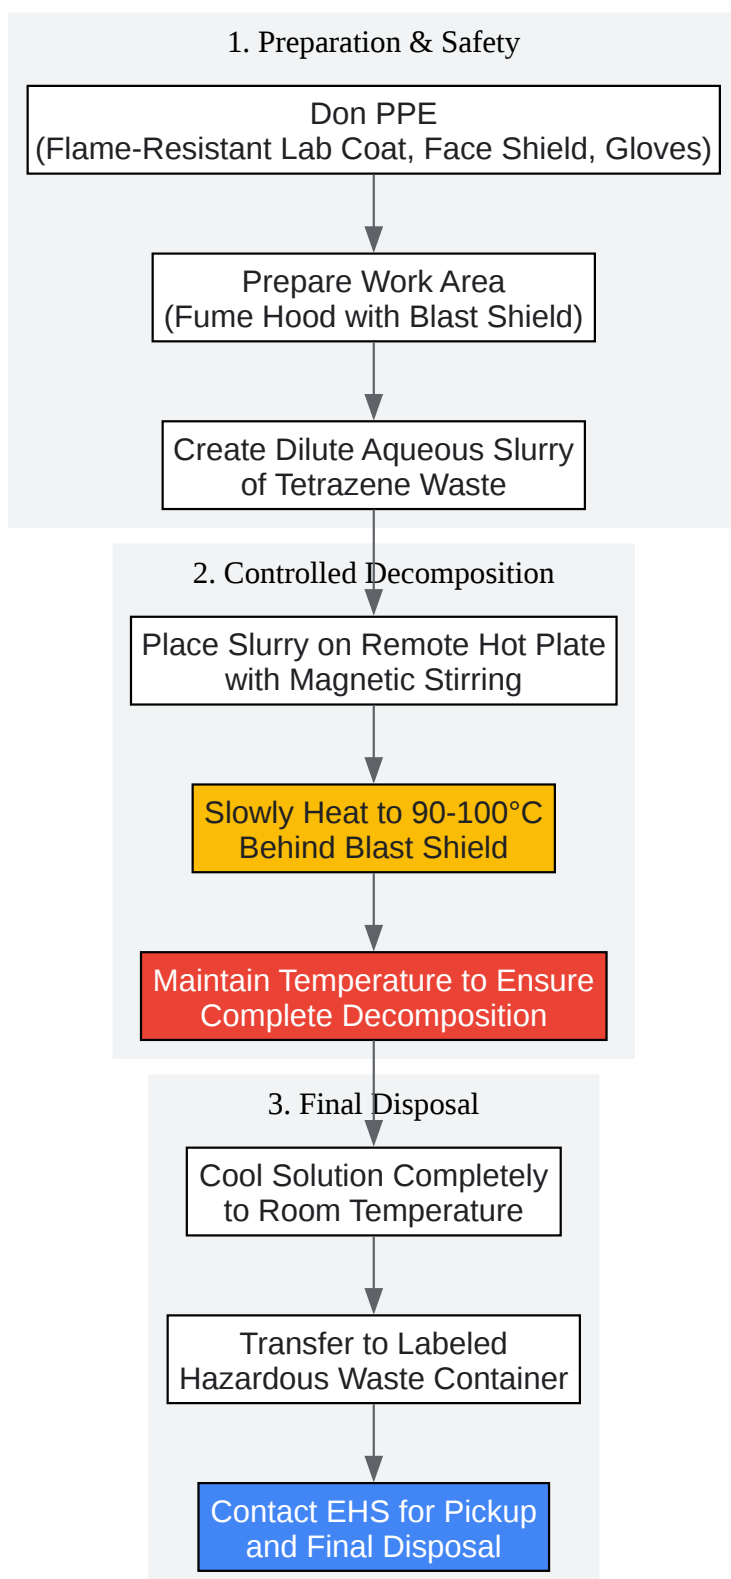 1. Preparation & Safety
Don PPE
(Flame-Resistant Lab Coat, Face Shield, Gloves)
Prepare Work Area
(Fume Hood with Blast Shield)
Create Dilute Aqueous Slurry
of Tetrazene Waste
2. Controlled Decomposition
Place Slurry on Remote Hot Plate
with Magnetic Stirring
Slowly Heat to 90-100°C
Behind Blast Shield
Maintain Temperature to Ensure
Complete Decomposition
3. Final Disposal
Cool Solution Completely
to Room Temperature
Transfer to Labeled
Hazardous Waste Container
Contact EHS for Pickup
and Final Disposal